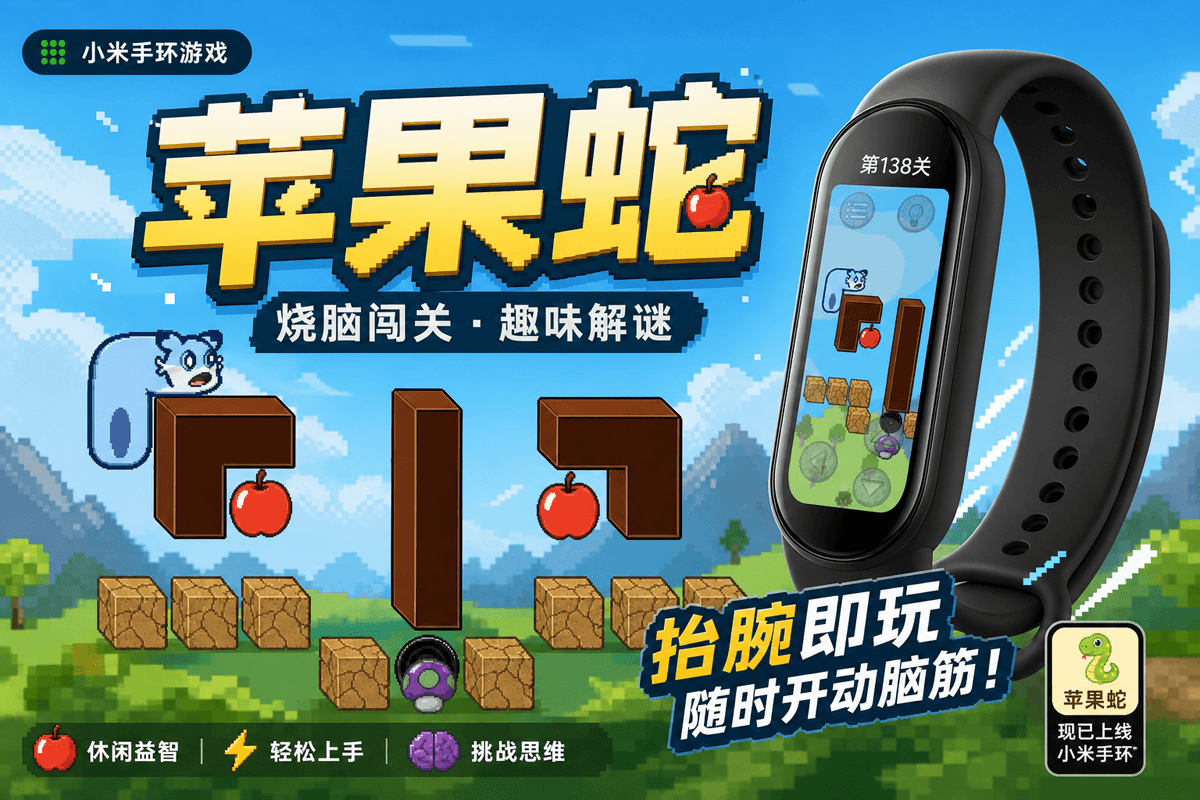 小米手环游戏
苹果蛇
烧脑闯关·趣味解谜
第138关
抬腕即玩
随时开动脑筋！
苹果蛇
现已上线
小米手环
休闲益智 | 轻松上手 | 挑战思维